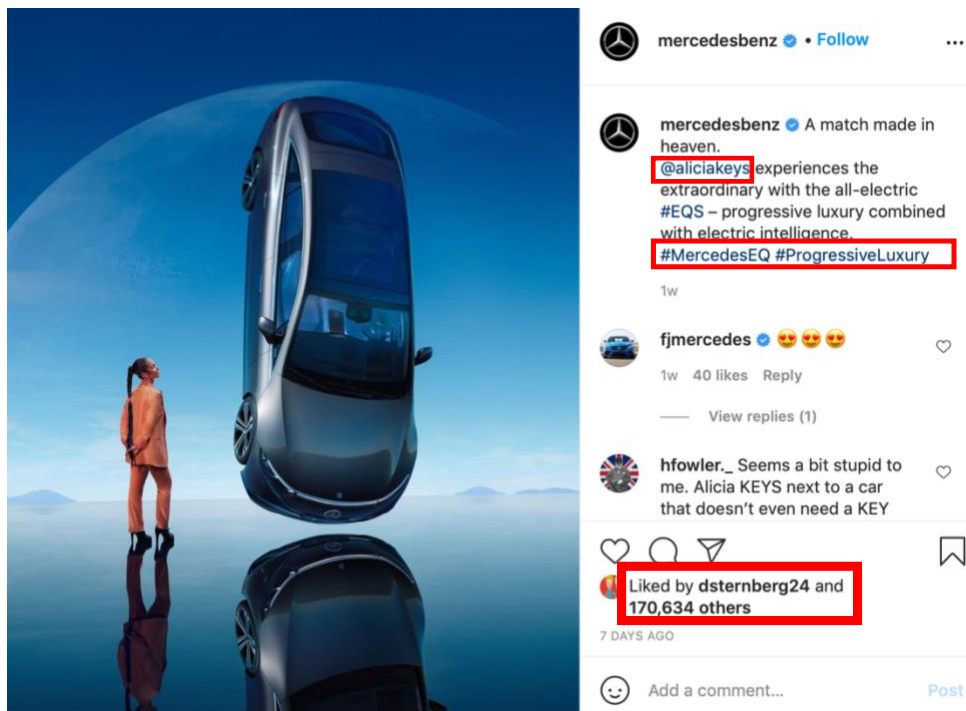 mercedesbenz • Follow
mercedesbenz A match made in
heaven.
@aliciakeys experiences the
extraordinary with the all-electric
#EQS – progressive luxury combined
with electric intelligence.
#MercedesEQ #ProgressiveLuxury
1w
fjmercedes 😍😍😍
1w 40 likes Reply
View replies (1)
hfowler._ Seems a bit stupid to
me. Alicia KEYS next to a car
that doesn't even need a KEY
Liked by dsternberg24 and
170,634 others
7 DAYS AGO
Add a comment... Post